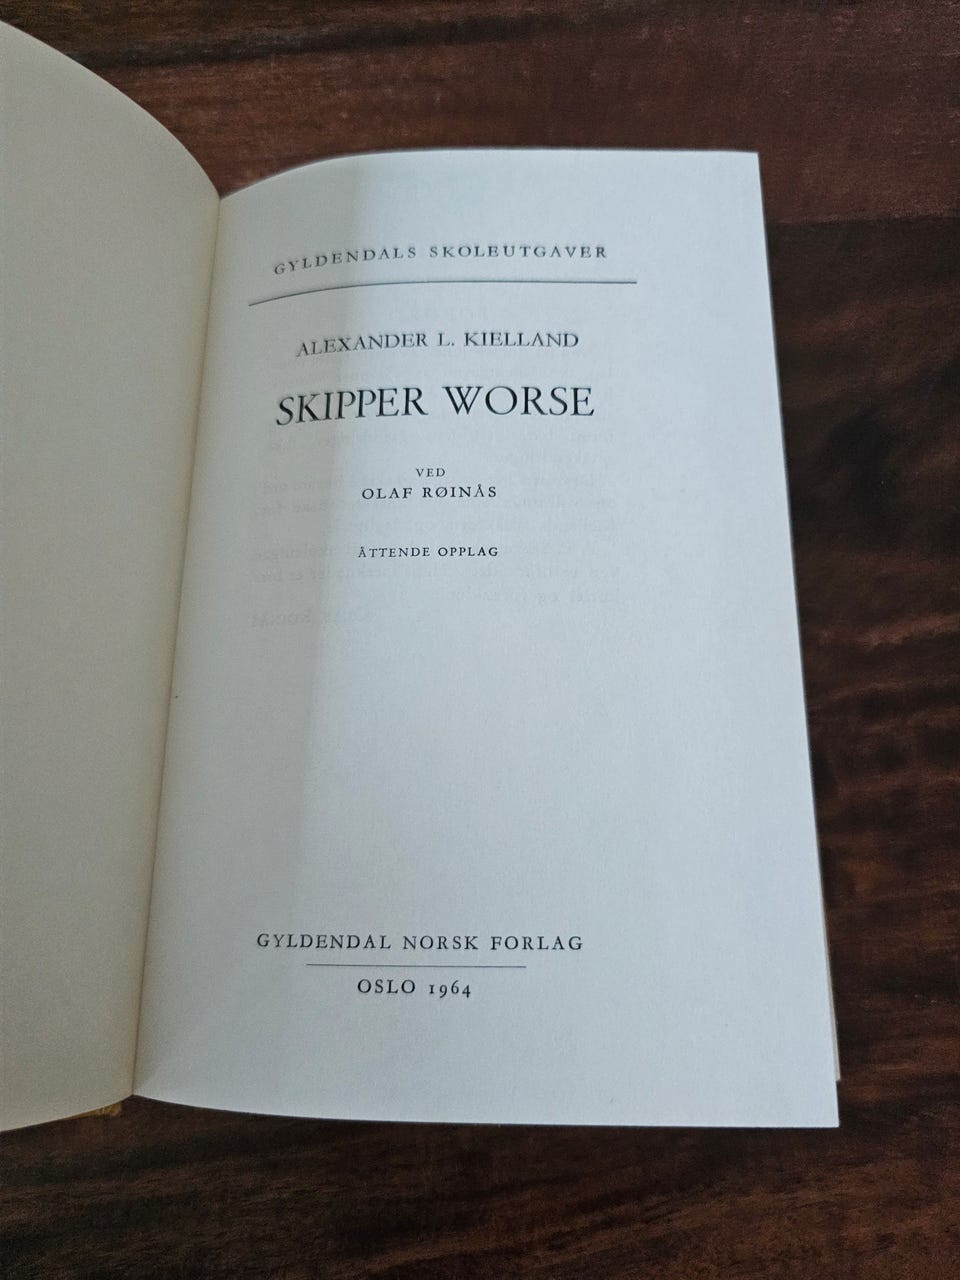 GYLDENDALS SKOLEUTGAVER
ALEXANDER L. KIELLAND
SKIPPER WORSE
VED
OLAF RØINÅS
ÅTTENDE OPPLAG
GYLDENDAL NORSK FORLAG
OSLO 1964